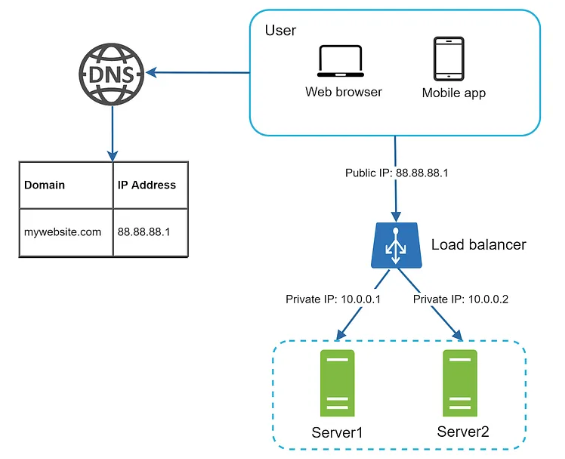 User
DNS
Web browser
Mobile app
Public IP: 88.88.88.1
Domain
IP Address
mywebsite.com
88.88.88.1
Load balancer
Private IP: 10.0.0.1
Private IP: 10.0.0.2
Server1
Server2